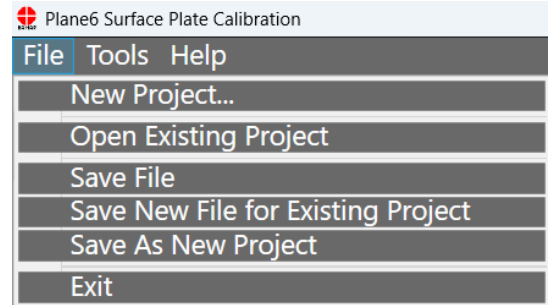 Plane6 Surface Plate Calibration
File Tools Help
New Project...
Open Existing Project
Save File
Save New File for Existing Project
Save As New Project
Exit